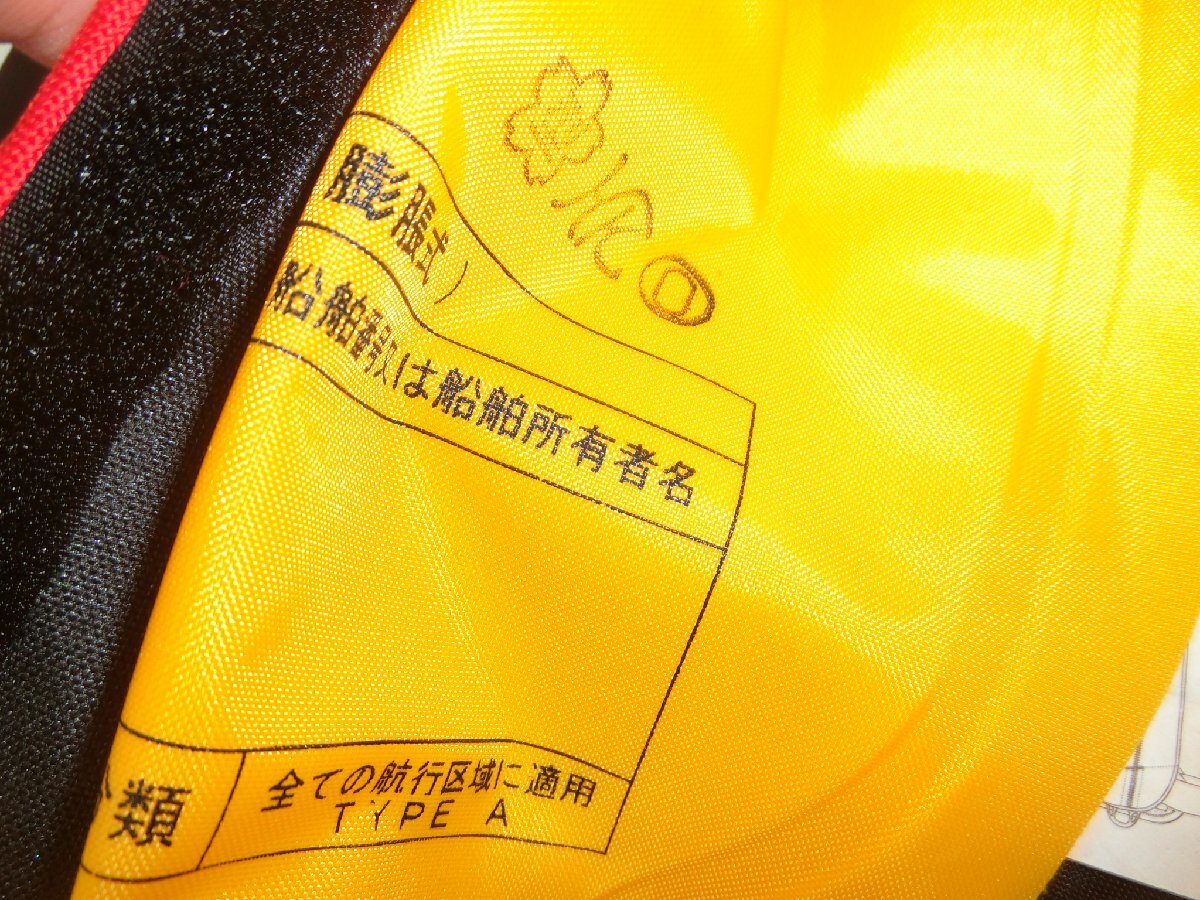 膨脹式)
船舶番号又は船舶所有者名
類
全ての航行区域に適用
TYPE A